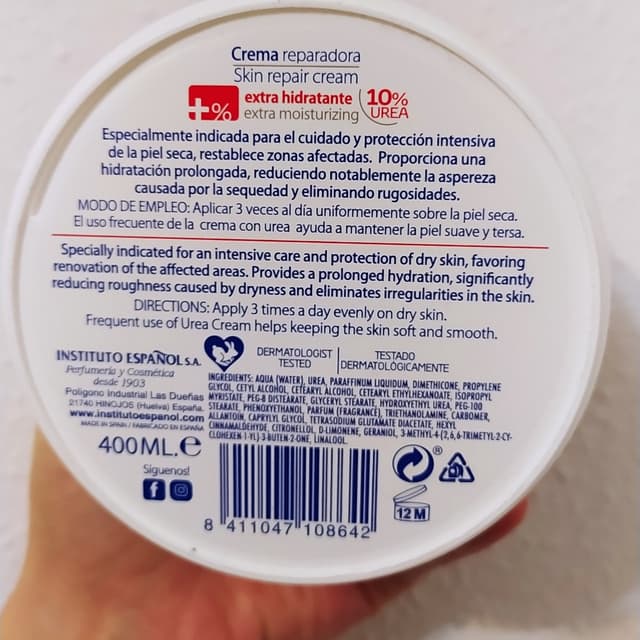 Crema reparadora
Skin repair cream
+% extra hidratante
extra moisturizing
10%
UREA
Especialmente indicada para el cuidado y protección intensiva
de la piel seca, restablece zonas afectadas. Proporciona una
hidratación prolongada, reduciendo notablemente la aspereza
causada por la sequedad y eliminando rugosidades.
MODO DE EMPLEO: Aplicar 3 veces al día uniformemente sobre la piel seca.
El uso frecuente de la crema con urea ayuda a mantener la piel suave y tersa.
Specially indicated for an intensive care and protection of dry skin, favoring
renovation of the affected areas. Provides a prolonged hydration, significantly
reducing roughness caused by dryness and eliminates irregularities in the skin.
DIRECTIONS: Apply 3 times a day evenly on dry skin.
Frequent use of Urea Cream helps keeping the skin soft and smooth.
INSTITUTO ESPAÑOL S.A.
Perfumería y Cosmética
desde 1903
Polígono Industrial Las Dueñas
21740 HINOJOS (Huelva) España.
www.institutoespanol.com
MADE IN SPAIN / FABRICADO EN ESPAÑA
400 ML. e
Síguenos!
DERMATOLOGIST
TESTED
TESTADO
DERMATOLÓGICAMENTE
INGREDIENTS: AQUA (WATER), UREA, PARAFFINUM LIQUIDUM, DIMETHICONE, PROPYLENE
GLYCOL, CETYL ALCOHOL, CETEARYL ALCOHOL, CETEARYL ETHYLHEXANOATE, ISOPROPYL
MYRISTATE, PEG-8 DISTEARATE, GLYCERYL STEARATE, HYDROXYETHYL UREA, PEG-100
STEARATE, PHENOXYETHANOL, PARFUM (FRAGRANCE), TRIETHANOLAMINE, CARBOMER,
ALLANTOIN, CAPRYLYL GLYCOL, TETRASODIUM GLUTAMATE DIACETATE, HEXYL
CINNAMALDEHYDE, CITRONELLOL, D-LIMONENE, GERANIOL, 3-METHYL-4-(2,6,6-TRIMETYL-2-CY-
CLOHEXEN-1-YL)-3-BUTEN-2-ONE, LINALOOL.
8 411047 108642
®
12 M